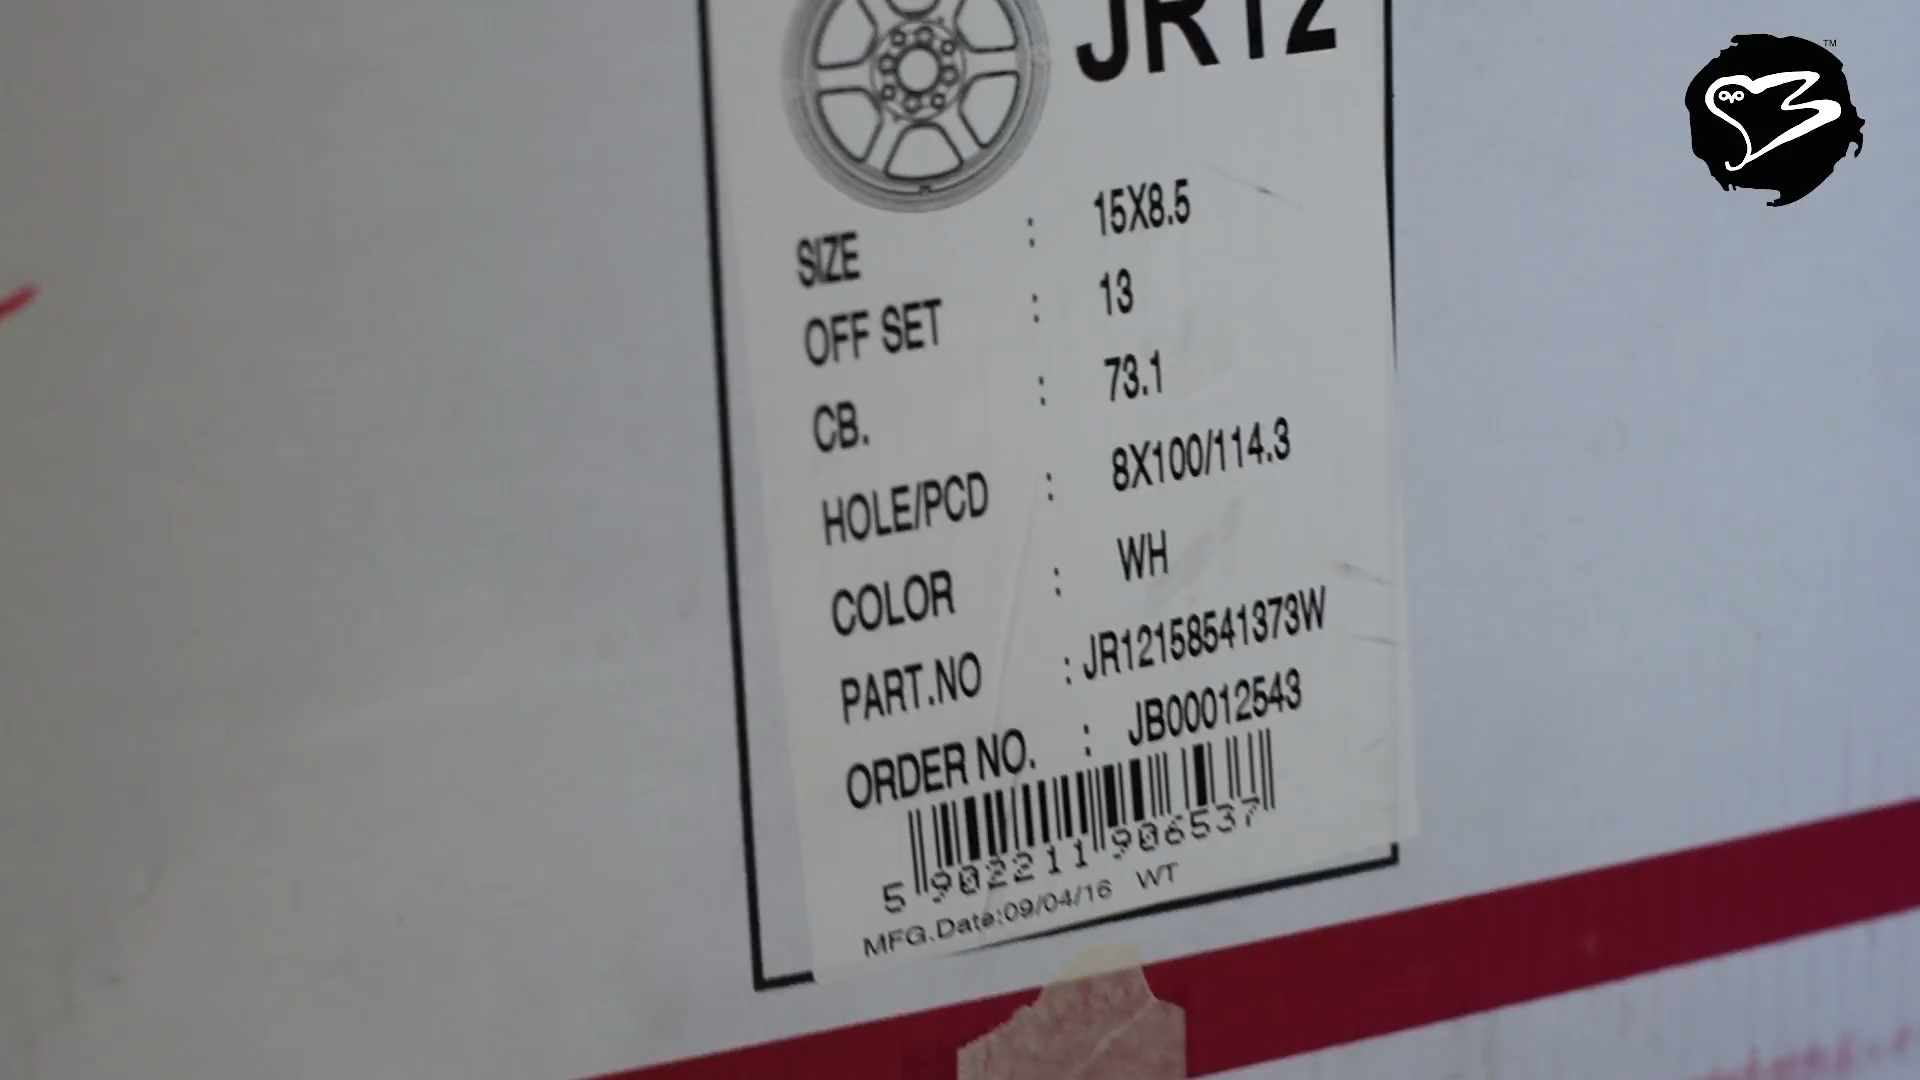 JR12
SIZE : 15X8.5
OFF SET : 13
CB. : 73.1
HOLE/PCD : 8X100/114.3
COLOR : WH
PART.NO : JR12158541373W
ORDER NO. : JB00012543
5 902211 906537
MFG.Date:09/04/16 WT
TM